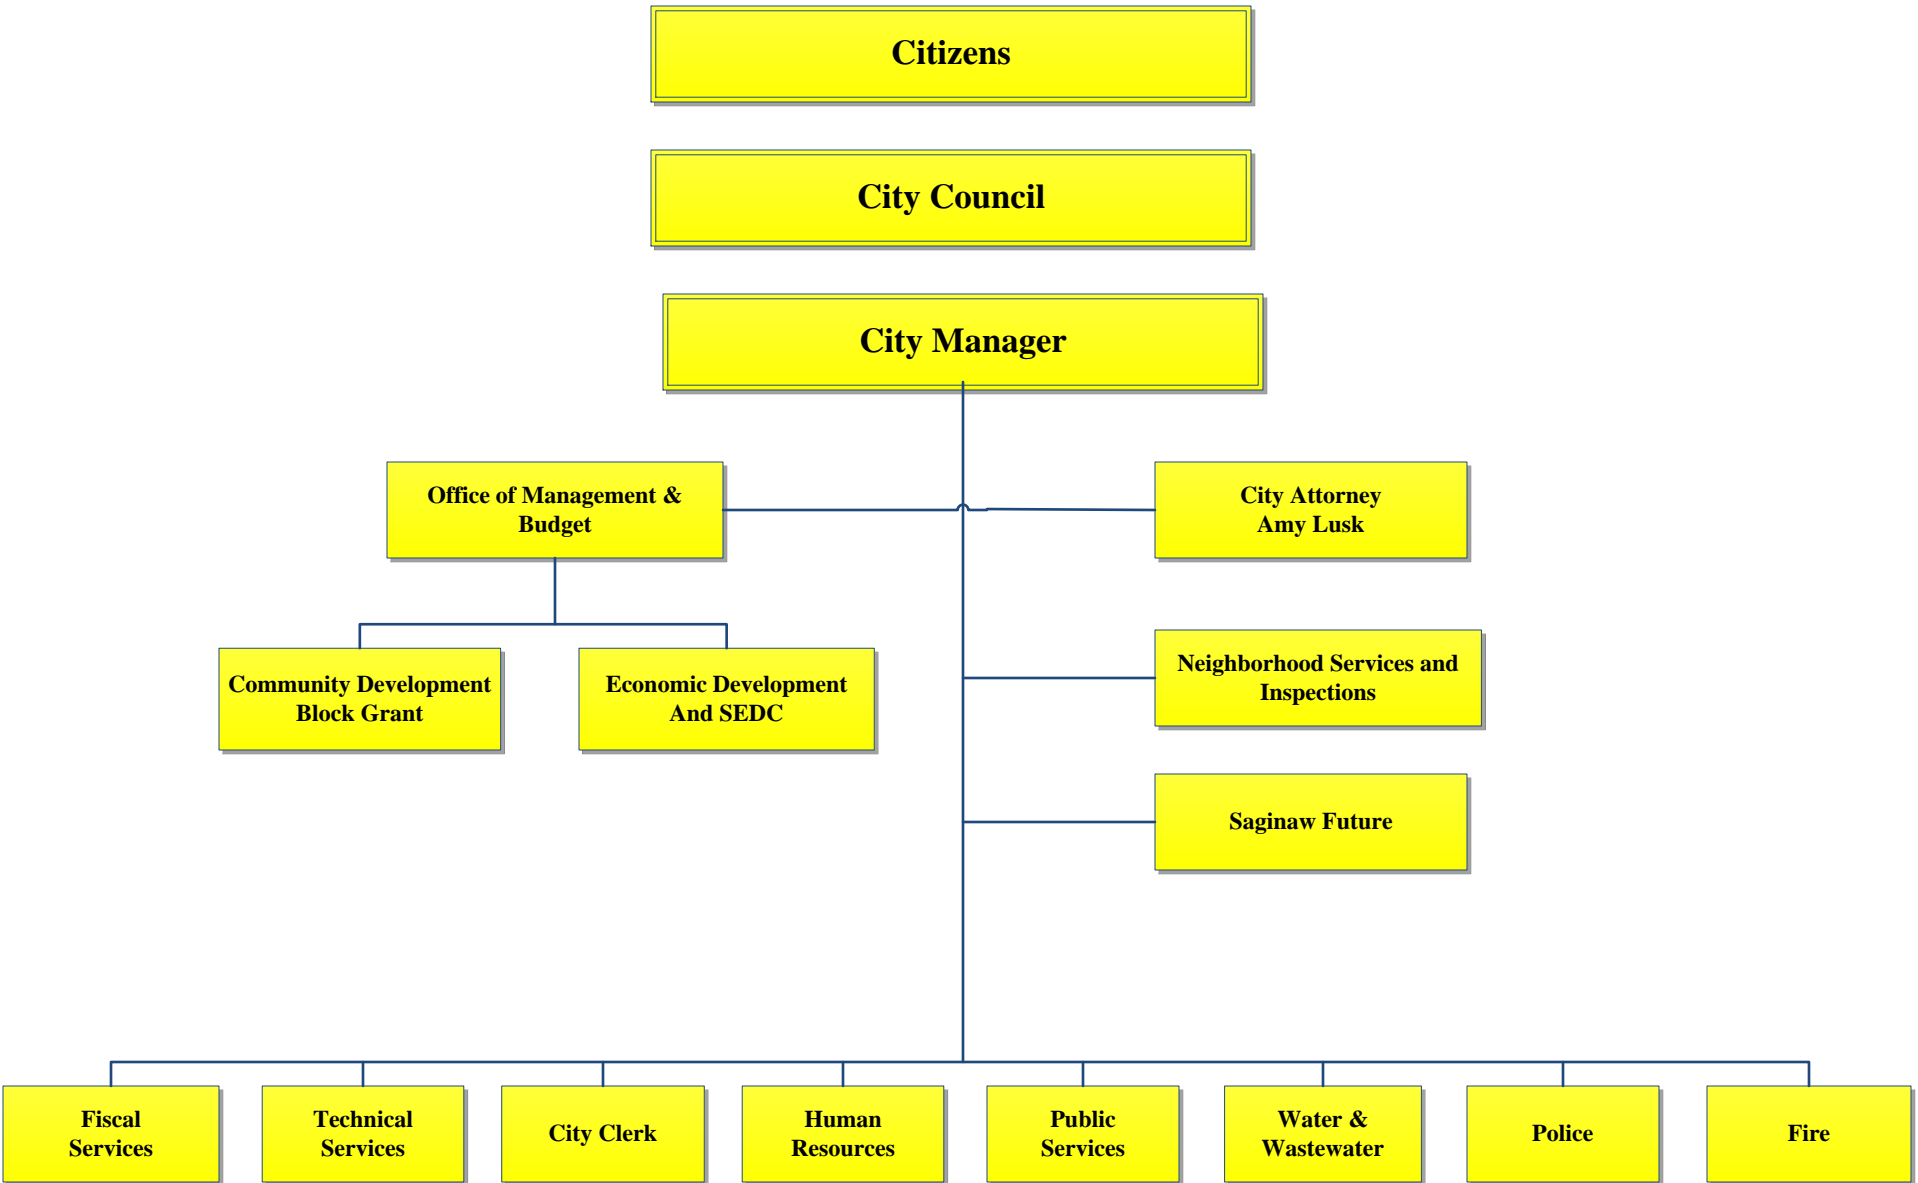 Citizens
City Council
City Manager
Office of Management &
Budget
City Attorney
Amy Lusk
Community Development
Block Grant
Economic Development
And SEDC
Neighborhood Services and
Inspections
Saginaw Future
Fiscal
Services
Technical
Services
City Clerk
Human
Resources
Public
Services
Water &
Wastewater
Police
Fire